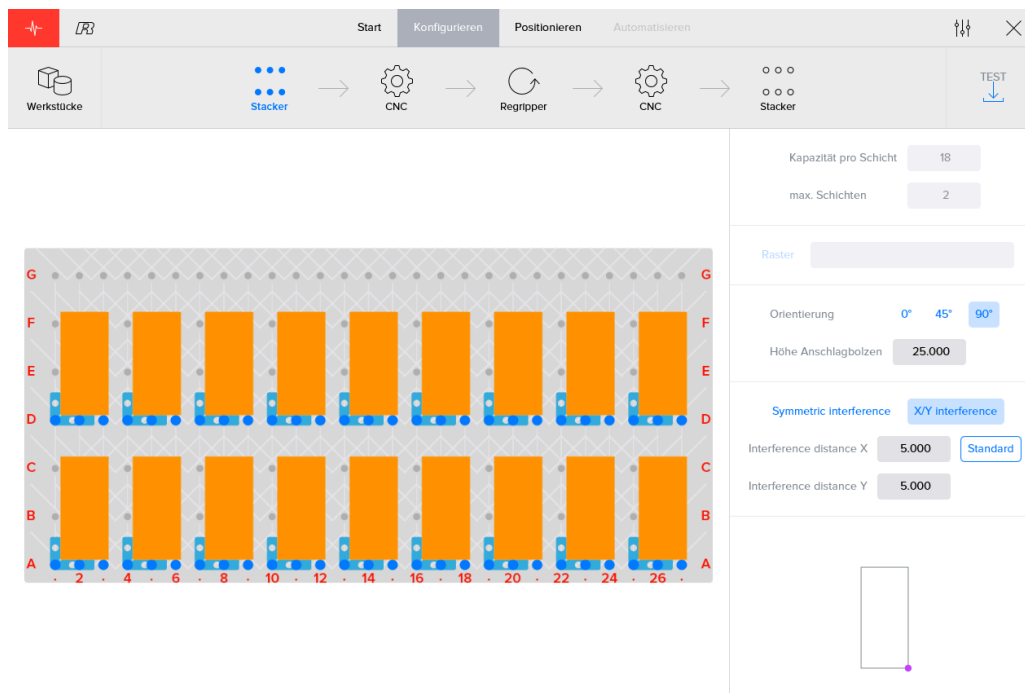 R
Start Konfigurieren Positionieren Automatisieren
Werkstücke Stacker CNC Regripper CNC Stacker TEST
Kapazität pro Schicht 18
max. Schichten 2
Raster
Orientierung 0° 45° 90°
Höhe Anschlagbolzen 25.000
Symmetric interference X/Y interference
Interference distance X 5.000 Standard
Interference distance Y 5.000
G G
F F
E E
D D
C C
B B
A A
· 2 · 4 · 6 · 8 · 10 · 12 · 14 · 16 · 18 · 20 · 22 · 24 · 26 ·